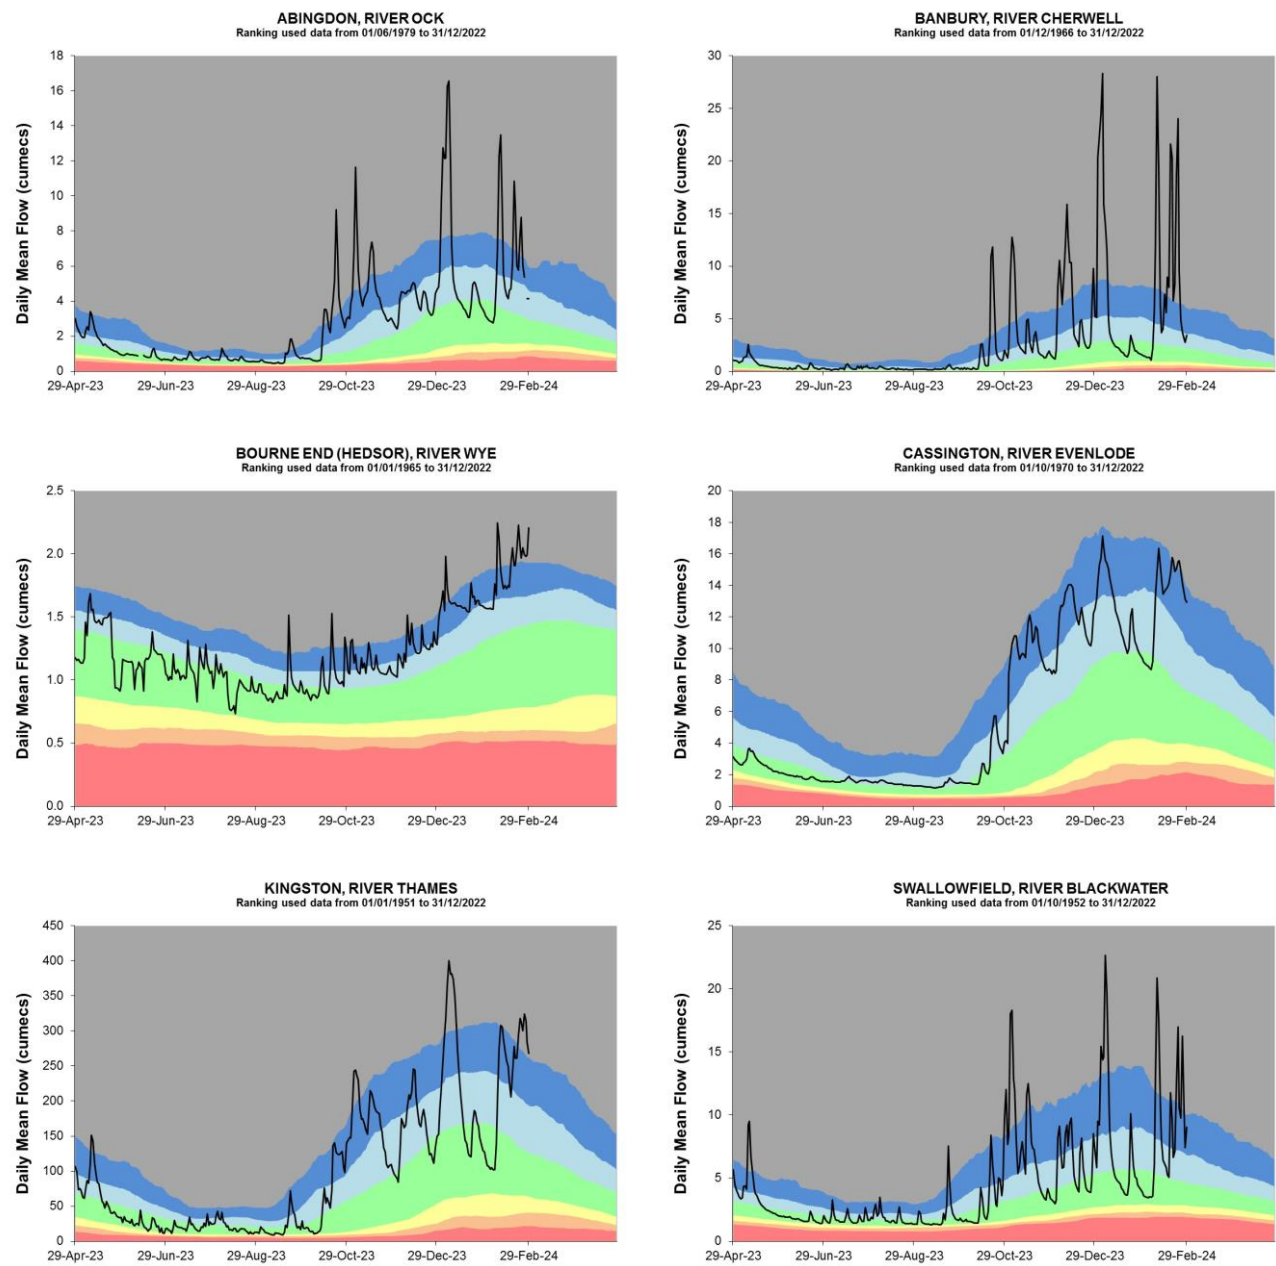 ABINGDON, RIVER OCK
Ranking used data from 01/06/1979 to 31/12/2022
Daily Mean Flow (cumecs)
18
16
14
12
10
8
6
4
2
0
29-Apr-23 29-Jun-23 29-Aug-23 29-Oct-23 29-Dec-23 29-Feb-24
BANBURY, RIVER CHERWELL
Ranking used data from 01/12/1966 to 31/12/2022
Daily Mean Flow (cumecs)
30
25
20
15
10
5
0
29-Apr-23 29-Jun-23 29-Aug-23 29-Oct-23 29-Dec-23 29-Feb-24
BOURNE END (HEDSOR), RIVER WYE
Ranking used data from 01/01/1965 to 31/12/2022
Daily Mean Flow (cumecs)
2.5
2.0
1.5
1.0
0.5
0.0
29-Apr-23 29-Jun-23 29-Aug-23 29-Oct-23 29-Dec-23 29-Feb-24
CASSINGTON, RIVER EVENLODE
Ranking used data from 01/10/1970 to 31/12/2022
Daily Mean Flow (cumecs)
20
18
16
14
12
10
8
6
4
2
0
29-Apr-23 29-Jun-23 29-Aug-23 29-Oct-23 29-Dec-23 29-Feb-24
KINGSTON, RIVER THAMES
Ranking used data from 01/01/1951 to 31/12/2022
Daily Mean Flow (cumecs)
450
400
350
300
250
200
150
100
50
0
29-Apr-23 29-Jun-23 29-Aug-23 29-Oct-23 29-Dec-23 29-Feb-24
SWALLOWFIELD, RIVER BLACKWATER
Ranking used data from 01/10/1952 to 31/12/2022
Daily Mean Flow (cumecs)
25
20
15
10
5
0
29-Apr-23 29-Jun-23 29-Aug-23 29-Oct-23 29-Dec-23 29-Feb-24